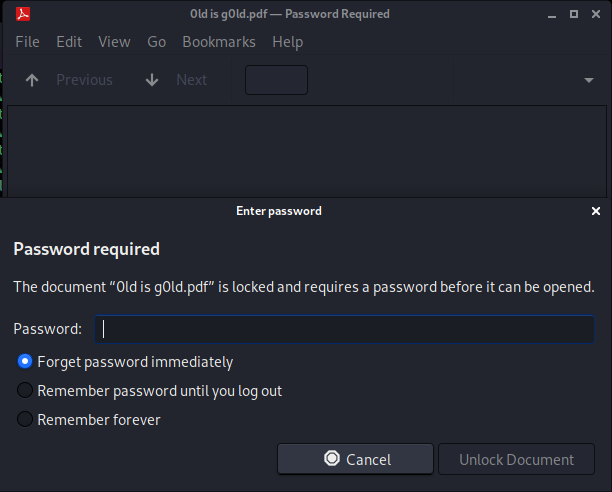 0ld is g0ld.pdf — Password Required
File Edit View Go Bookmarks Help
Previous Next
Enter password
Password required
The document “0ld is g0ld.pdf” is locked and requires a password before it can be opened.
Password:
Forget password immediately
Remember password until you log out
Remember forever
Cancel Unlock Document